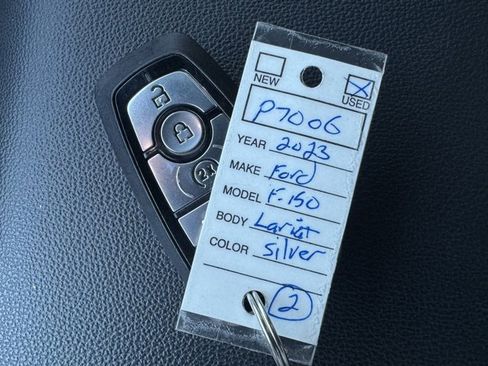 NEW
USED
P7006
YEAR 2023
MAKE Ford
MODEL F-150
BODY Lariat
COLOR Silver
2